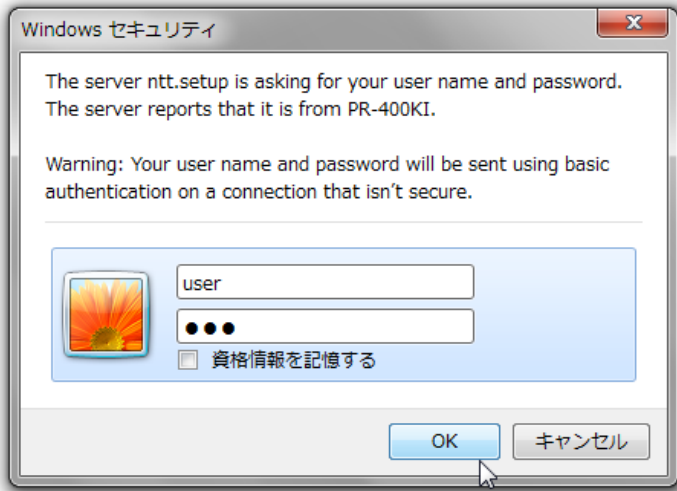 Windows セキュリティ
The server ntt.setup is asking for your user name and password.
The server reports that it is from PR-400KI.
Warning: Your user name and password will be sent using basic
authentication on a connection that isn't secure.
user
●●●
資格情報を記憶する
OK
キャンセル